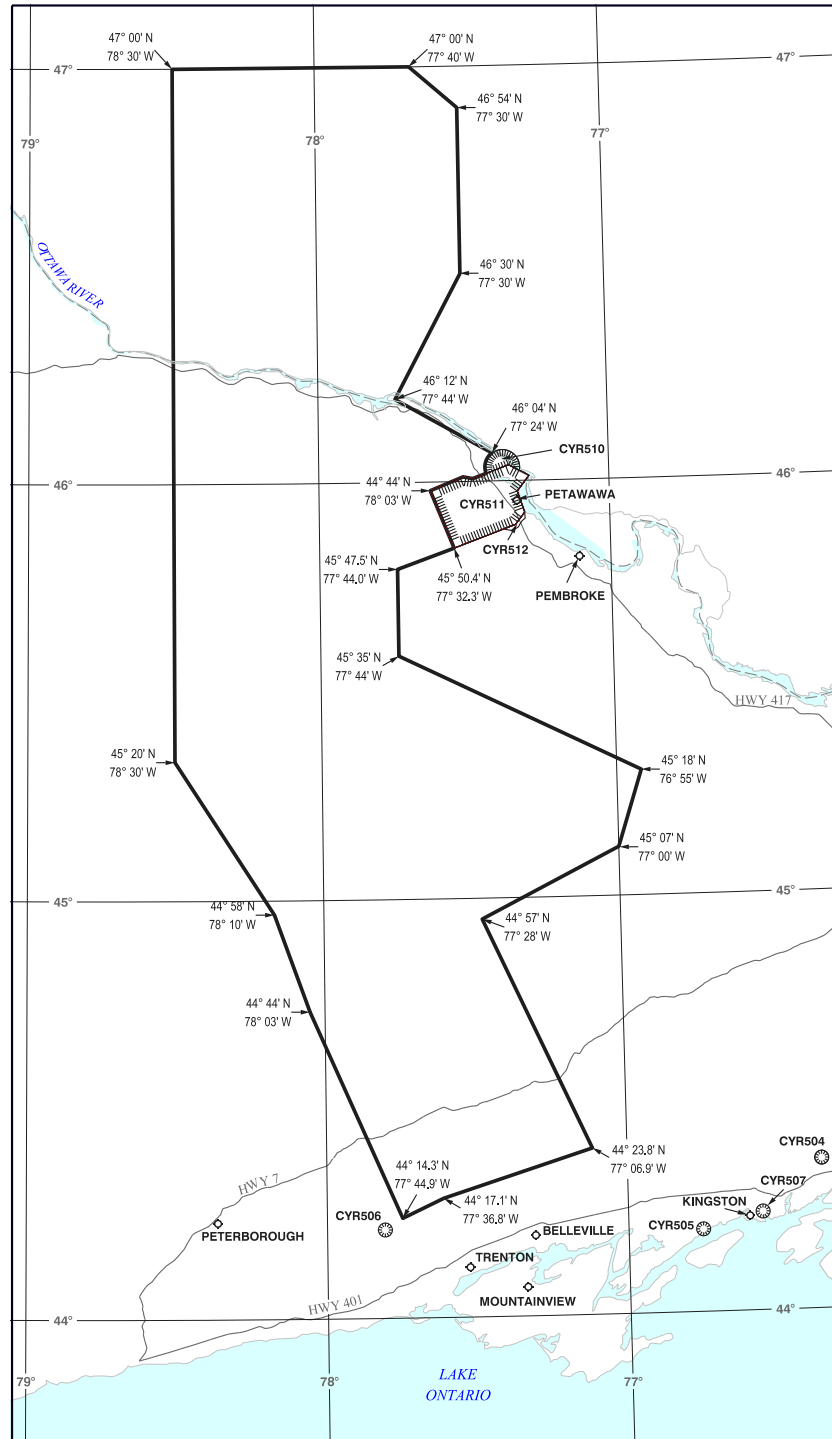 47° 00' N
78° 30' W
47° 00' N
77° 40' W
47°
47°
46° 54' N
77° 30' W
79°
78°
77°
OTTAWA RIVER
46° 30' N
77° 30' W
46° 12' N
77° 44' W
46° 04' N
77° 24' W
CYR510
46°
44° 44' N
78° 03' W
46°
CYR511
PETAWAWA
CYR512
45° 47.5' N
77° 44.0' W
45° 50.4' N
77° 32.3' W
PEMBROKE
45° 35' N
77° 44' W
HWY 417
45° 20' N
78° 30' W
45° 18' N
76° 55' W
45° 07' N
77° 00' W
45°
45°
44° 58' N
78° 10' W
44° 57' N
77° 28' W
44° 44' N
78° 03' W
HWY 7
44° 23.8' N
77° 06.9' W
CYR504
44° 14.3' N
77° 44.9' W
CYR507
KINGSTON
44° 17.1' N
77° 36.8' W
CYR506
CYR505
PETERBOROUGH
BELLEVILLE
TRENTON
MOUNTAINVIEW
HWY 401
44°
44°
79°
78°
77°
LAKE
ONTARIO